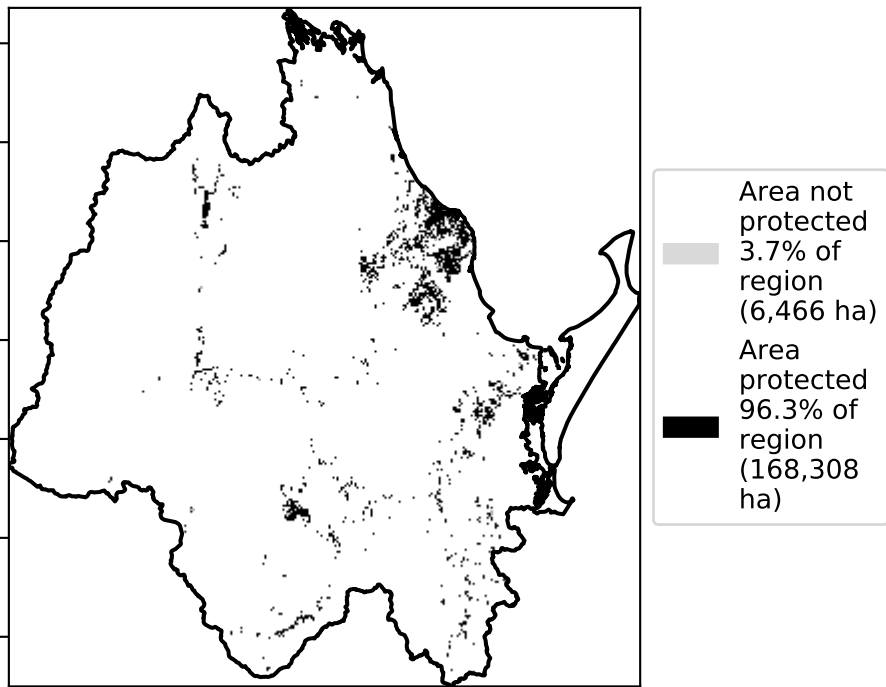 Area not
protected
3.7% of
region
(6,466 ha)
Area
protected
96.3% of
region
(168,308
ha)